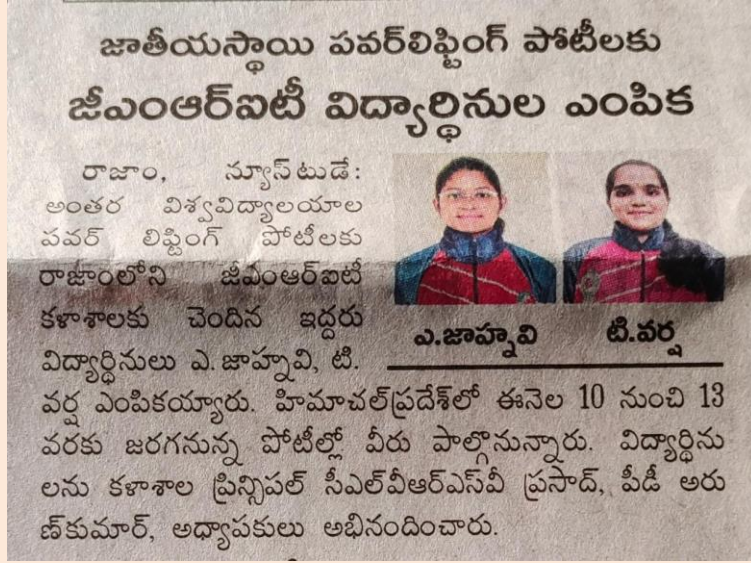 జాతీయస్థాయి పవర్‌లిఫ్టింగ్ పోటీలకు
జీఎంఆర్ఐటీ విద్యార్థినుల ఎంపిక
రాజాం, న్యూస్‌టుడే:
అంతర విశ్వవిద్యాలయాల
పవర్ లిఫ్టింగ్ పోటీలకు
రాజాంలోని జీఎంఆర్ఐటీ
కళాశాలకు చెందిన ఇద్దరు
విద్యార్థినులు ఎ.జాహ్నవి, టి.
వర్ష ఎంపికయ్యారు. హిమాచల్‌ప్రదేశ్‌లో ఈనెల 10 నుంచి 13
వరకు జరగనున్న పోటీల్లో వీరు పాల్గొనున్నారు. విద్యార్థిను
లను కళాశాల ప్రిన్సిపల్ సీఎల్‌వీఆర్ఎస్‌వీ ప్రసాద్, పీడీ అరు
ణ్‌కుమార్, అధ్యాపకులు అభినందించారు.
ఎ.జాహ్నవి
టి.వర్ష